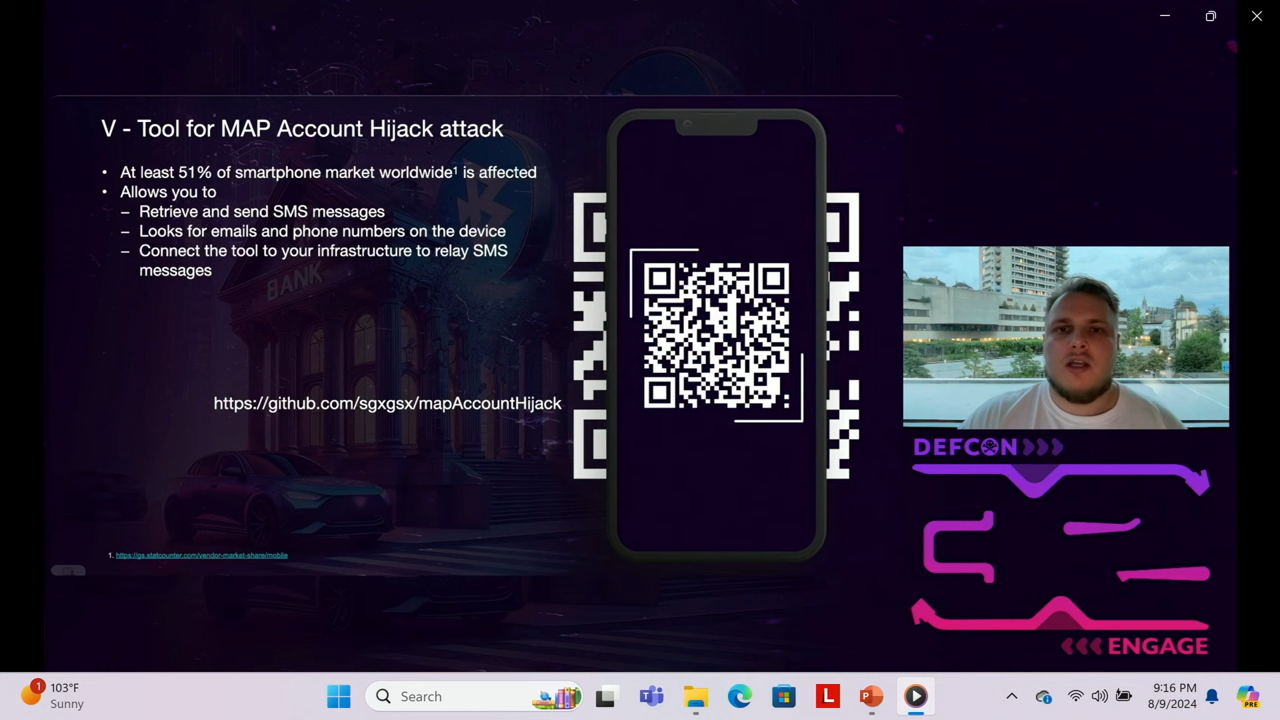 V - Tool for MAP Account Hijack attack
• At least 51% of smartphone market worldwide¹ is affected
• Allows you to
– Retrieve and send SMS messages
– Looks for emails and phone numbers on the device
– Connect the tool to your infrastructure to relay SMS
messages
BANK
https://github.com/sgxgsx/mapAccountHijack
1. https://gs.statcounter.com/vendor-market-share/mobile
DEFCON
ENGAGE
1
103°F
Sunny
Search
L
P
PRE
9:16 PM
8/9/2024